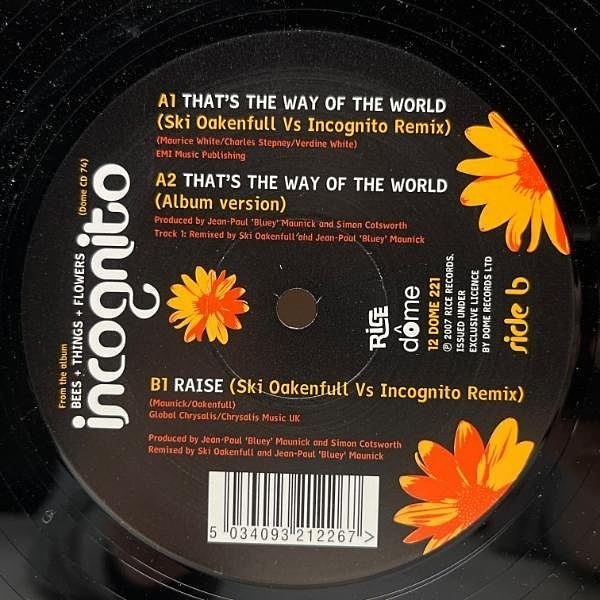 A1 THAT'S THE WAY OF THE WORLD
(Ski Oakenfull Vs Incognito Remix)
(Maurice White/Charles Stepney/Verdine White)
EMI Music Publishing
A2 THAT'S THE WAY OF THE WORLD
(Album version)
Produced by Jean-Paul 'Bluey' Maunick and Simon Cotsworth
Track 1: Remixed by Ski Oakenfull and Jean-Paul 'Bluey' Maunick
From the album
BEES + THINGS + FLOWERS (Dome CD 74)
incognito
RICE
dome
12 DOME 221
℗ 2007 RICE RECORDS.
ISSUED UNDER
EXCLUSIVE LICENCE
BY DOME RECORDS LTD
side b
B1 RAISE (Ski Oakenfull Vs Incognito Remix)
(Maunick/Oakenfull)
Global Chrysalis/Chrysalis Music UK
Produced by Jean-Paul 'Bluey' Maunick and Simon Cotsworth
Remixed by Ski Oakenfull and Jean-Paul 'Bluey' Maunick
5 034093 212267 >